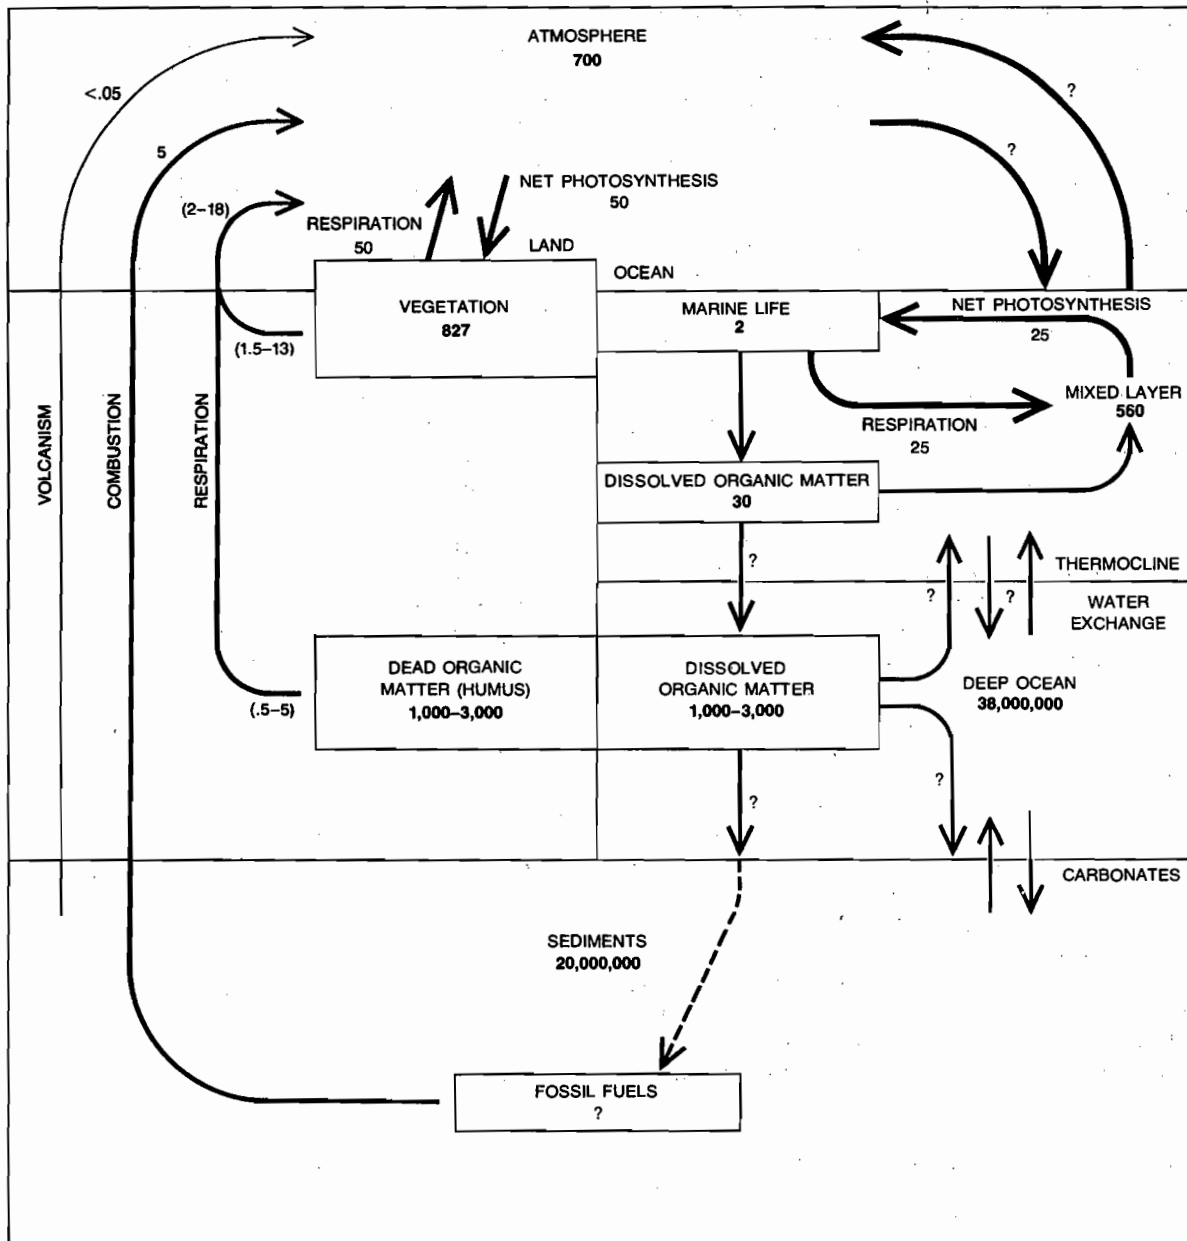 ATMOSPHERE
700
<.05
?
5
?
(2–18)
NET PHOTOSYNTHESIS
50
RESPIRATION
50
LAND
OCEAN
VEGETATION
827
MARINE LIFE
2
NET PHOTOSYNTHESIS
25
(1.5–13)
MIXED LAYER
560
RESPIRATION
25
VOLCANISM
COMBUSTION
RESPIRATION
DISSOLVED ORGANIC MATTER
30
?
THERMOCLINE
?
?
WATER
EXCHANGE
DEAD ORGANIC
MATTER (HUMUS)
1,000–3,000
DISSOLVED
ORGANIC MATTER
1,000–3,000
DEEP OCEAN
38,000,000
(.5–5)
?
?
CARBONATES
SEDIMENTS
20,000,000
FOSSIL FUELS
?